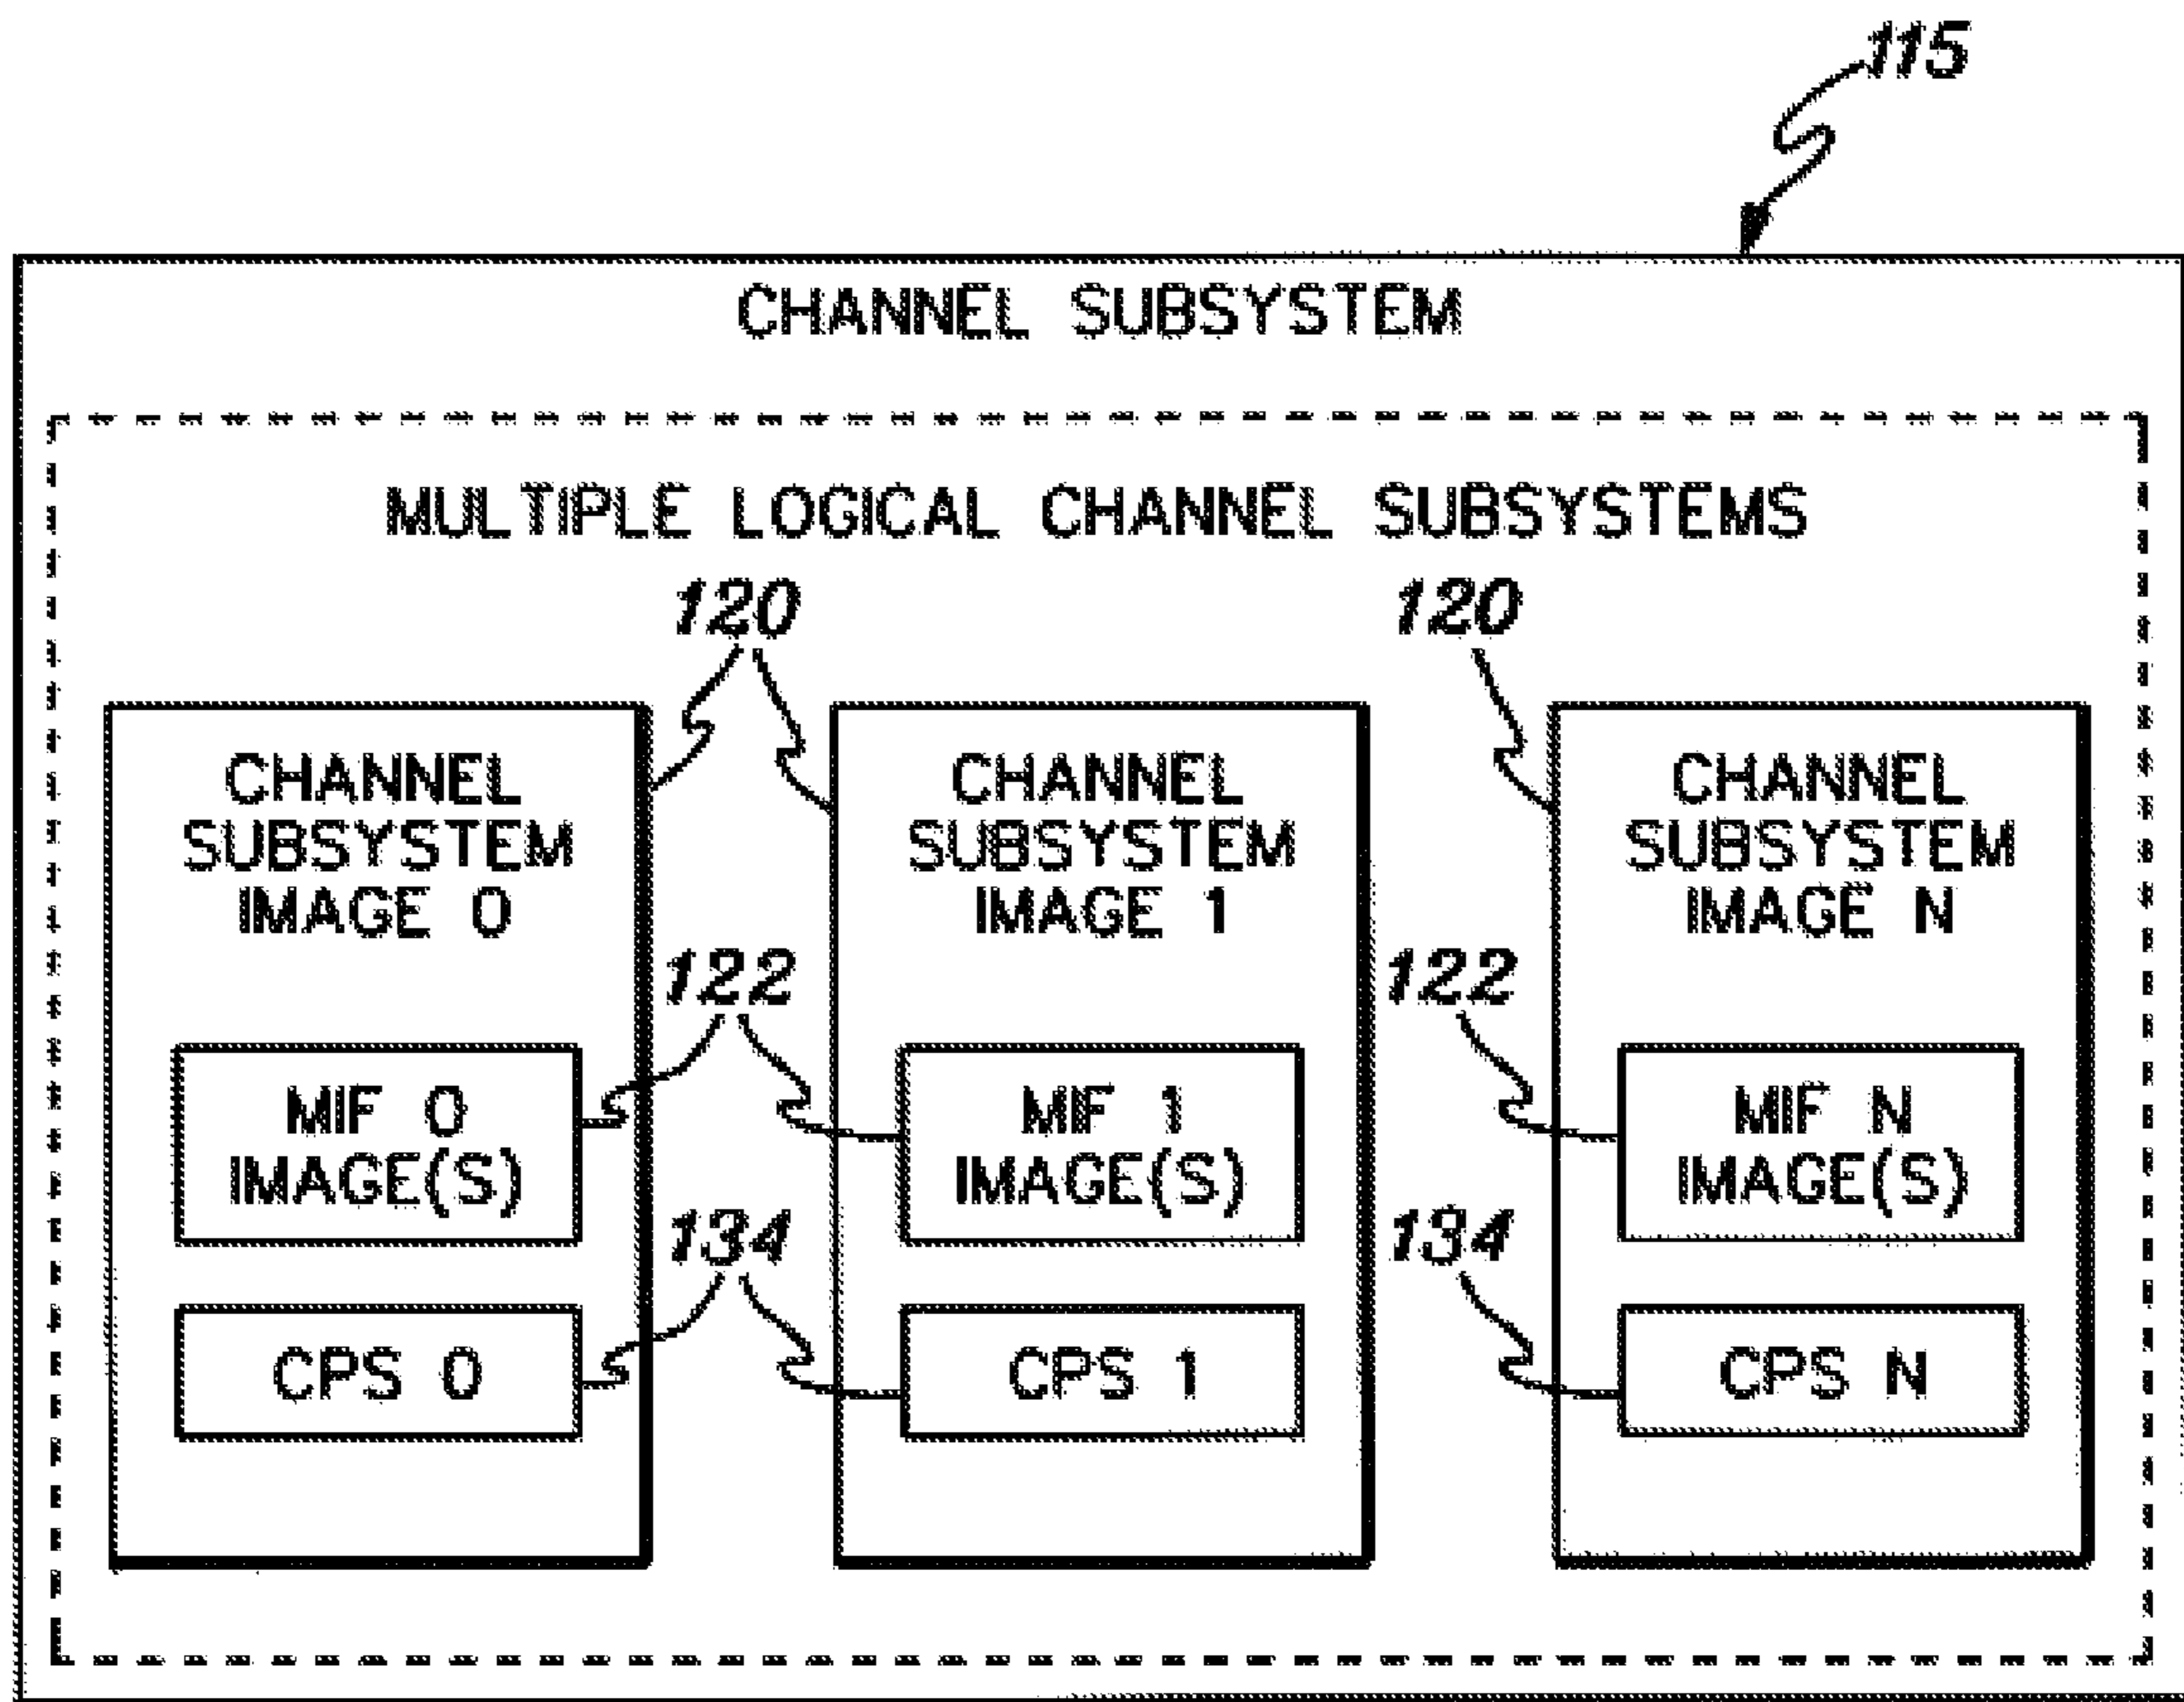 115
CHANNEL SUBSYSTEM
MULTIPLE LOGICAL CHANNEL SUBSYSTEMS
120
120
CHANNEL
SUBSYSTEM
IMAGE 0
CHANNEL
SUBSYSTEM
IMAGE 1
CHANNEL
SUBSYSTEM
IMAGE N
122
122
MIF 0
IMAGE(S)
MIF 1
IMAGE(S)
MIF N
IMAGE(S)
134
134
CPS 0
CPS 1
CPS N